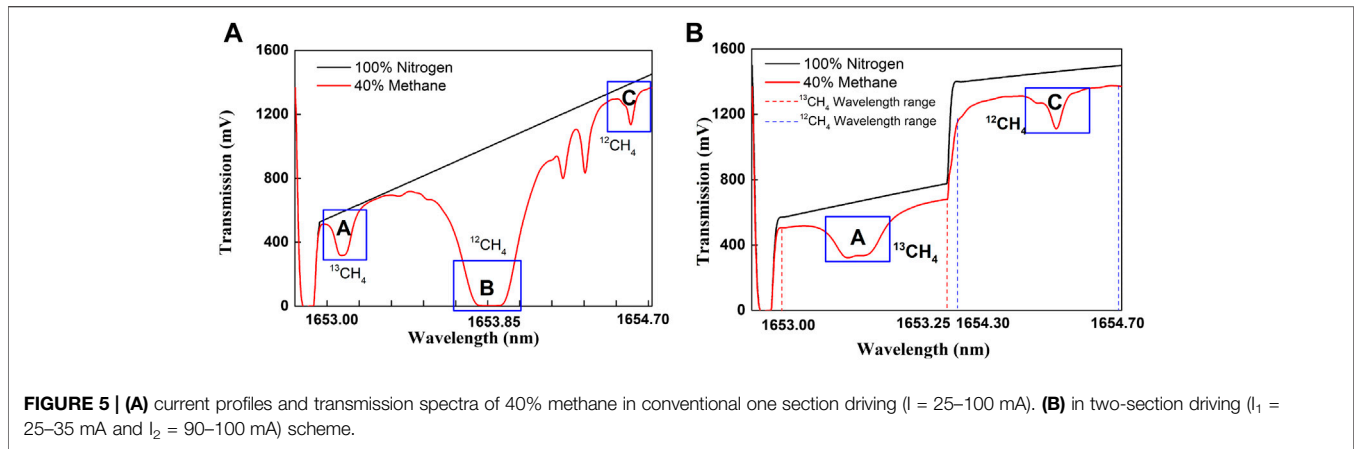 A
1600
1200
800
400
0
Transmission (mV)
100% Nitrogen
40% Methane
A
¹³CH₄
¹²CH₄
B
C
¹²CH₄
1653.00
1653.85
1654.70
Wavelength (nm)
B
1600
1200
800
400
0
Transmission (mV)
100% Nitrogen
40% Methane
¹³CH₄ Wavelength range
¹²CH₄ Wavelength range
C
¹²CH₄
A
¹³CH₄
1653.00
1653.25
1654.30
1654.70
Wavelength (nm)
FIGURE 5 | (A) current profiles and transmission spectra of 40% methane in conventional one section driving (I = 25–100 mA). (B) in two-section driving (I₁ =
25–35 mA and I₂ = 90–100 mA) scheme.